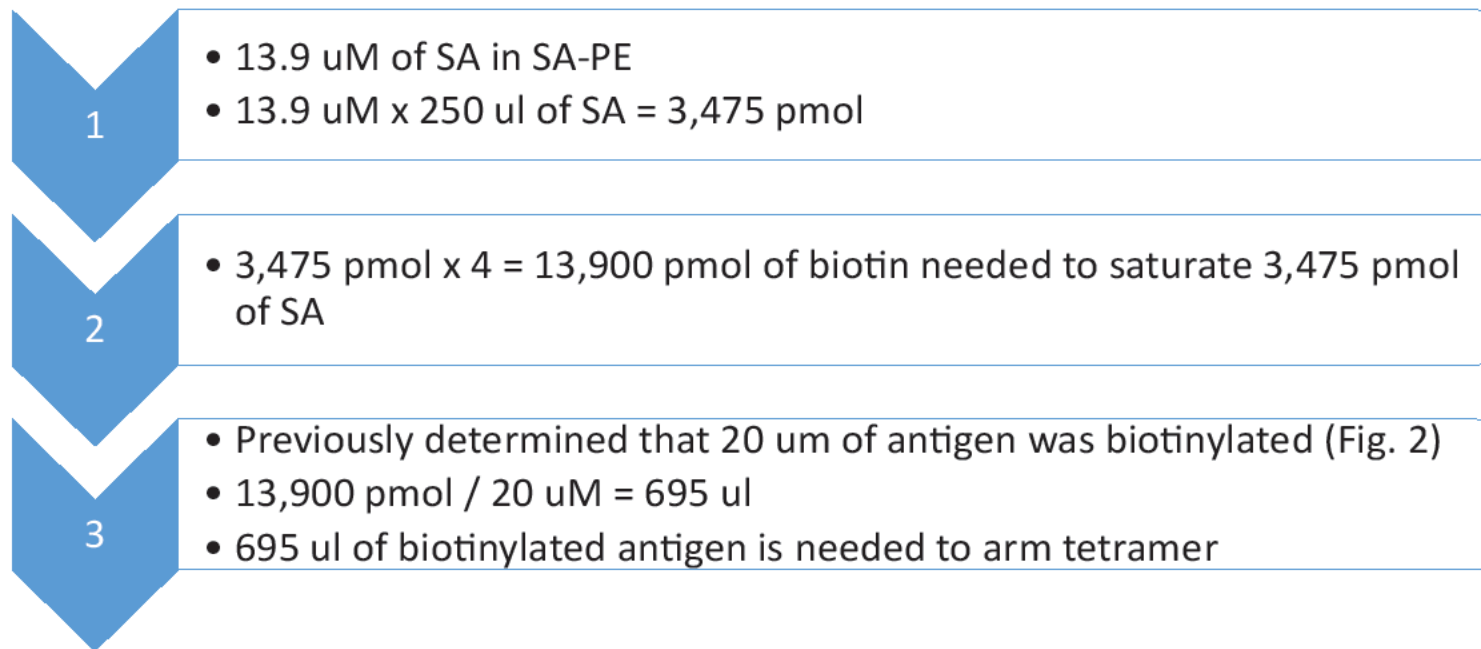 1
• 13.9 uM of SA in SA-PE
• 13.9 uM x 250 ul of SA = 3,475 pmol
2
• 3,475 pmol x 4 = 13,900 pmol of biotin needed to saturate 3,475 pmol
of SA
3
• Previously determined that 20 um of antigen was biotinylated (Fig. 2)
• 13,900 pmol / 20 uM = 695 ul
• 695 ul of biotinylated antigen is needed to arm tetramer